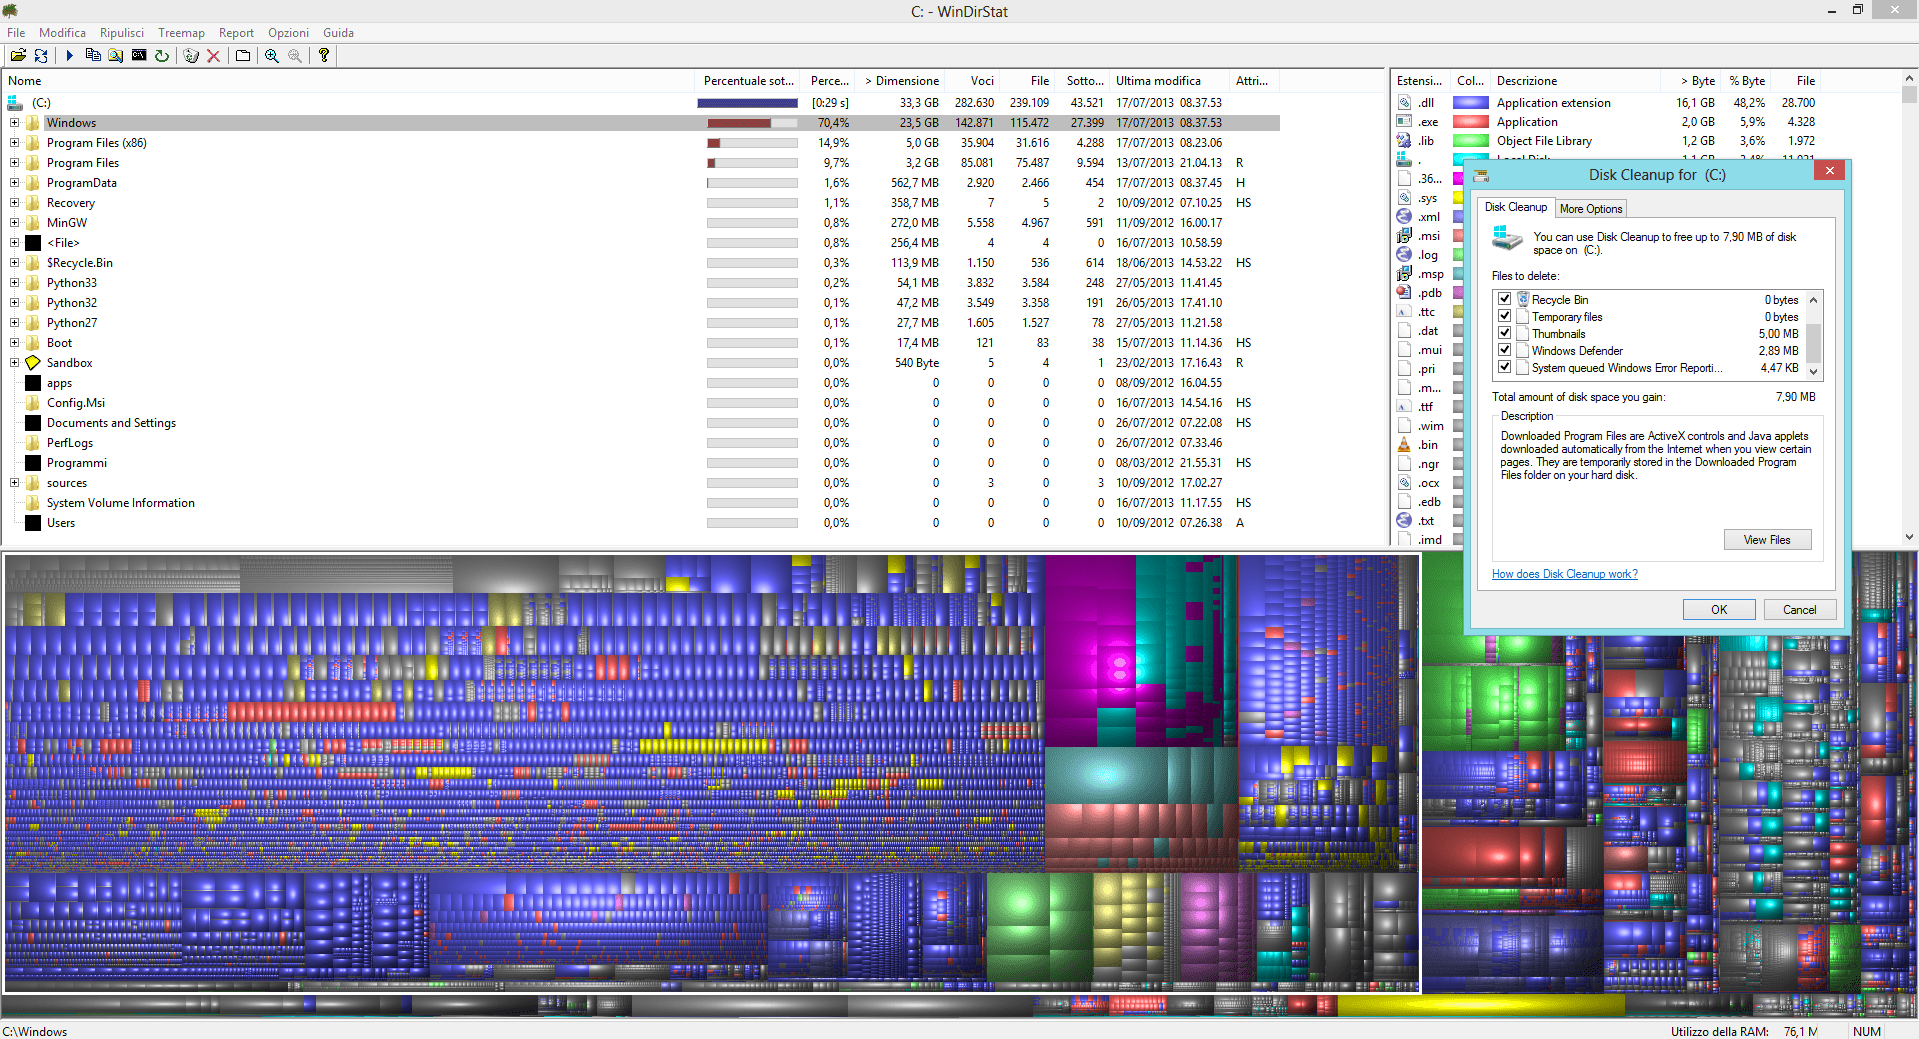 C: - WinDirStat
File Modifica Ripulisci Treemap Report Opzioni Guida
Nome Percentuale sot... Perce... > Dimensione Voci File Sotto... Ultima modifica Attri...
(C:) [0:29 s] 33,3 GB 282.630 239.109 43.521 17/07/2013 08.37.53
Windows 70,4% 23,5 GB 142.871 115.472 27.399 17/07/2013 08.37.53
Program Files (x86) 14,9% 5,0 GB 35.904 31.616 4.288 17/07/2013 08.23.06
Program Files 9,7% 3,2 GB 85.081 75.487 9.594 13/07/2013 21.04.13 R
ProgramData 1,6% 562,7 MB 2.920 2.466 454 17/07/2013 08.37.45 H
Recovery 1,1% 358,7 MB 7 5 2 10/09/2012 07.10.25 HS
MinGW 0,8% 272,0 MB 5.558 4.967 591 11/09/2012 16.00.17
<File> 0,8% 256,4 MB 4 4 0 16/07/2013 10.58.59
$Recycle.Bin 0,3% 113,9 MB 1.150 536 614 18/06/2013 14.53.22 HS
Python33 0,2% 54,1 MB 3.832 3.584 248 27/05/2013 11.41.45
Python32 0,1% 47,2 MB 3.549 3.358 191 26/05/2013 17.41.10
Python27 0,1% 27,7 MB 1.605 1.527 78 27/05/2013 11.21.58
Boot 0,1% 17,4 MB 121 83 38 15/07/2013 11.14.36 HS
Sandbox 0,0% 540 Byte 5 4 1 23/02/2013 17.16.43 R
apps 0,0% 0 0 0 0 08/09/2012 16.04.55
Config.Msi 0,0% 0 0 0 0 16/07/2013 14.54.16 HS
Documents and Settings 0,0% 0 0 0 0 26/07/2012 07.22.08 HS
PerfLogs 0,0% 0 0 0 0 26/07/2012 07.33.46
Programmi 0,0% 0 0 0 0 08/03/2012 21.55.31 HS
sources 0,0% 0 3 0 3 10/09/2012 17.02.27
System Volume Information 0,0% 0 0 0 0 16/07/2013 11.17.55 HS
Users 0,0% 0 0 0 0 10/09/2012 07.26.38 A
Estensi... Col... Descrizione > Byte % Byte File
.dll Application extension 16,1 GB 48,2% 28.700
.exe Application 2,0 GB 5,9% 4.328
.lib Object File Library 1,2 GB 3,6% 1.972
.
.36...
.sys
.xml
.msi
.log
.msp
.pdb
.ttc
.dat
.mui
.pri
.m...
.ttf
.wim
.bin
.ngr
.ocx
.edb
.txt
.imd
Disk Cleanup for (C:)
Disk Cleanup More Options
You can use Disk Cleanup to free up to 7,90 MB of disk
space on (C:).
Files to delete:
Recycle Bin 0 bytes
Temporary files 0 bytes
Thumbnails 5,00 MB
Windows Defender 2,89 MB
System queued Windows Error Reporti... 4,47 KB
Total amount of disk space you gain: 7,90 MB
Description
Downloaded Program Files are ActiveX controls and Java applets
downloaded automatically from the Internet when you view certain
pages. They are temporarily stored in the Downloaded Program
Files folder on your hard disk.
View Files
How does Disk Cleanup work?
OK Cancel
C:\Windows Utilizzo della RAM: 76,1 M NUM